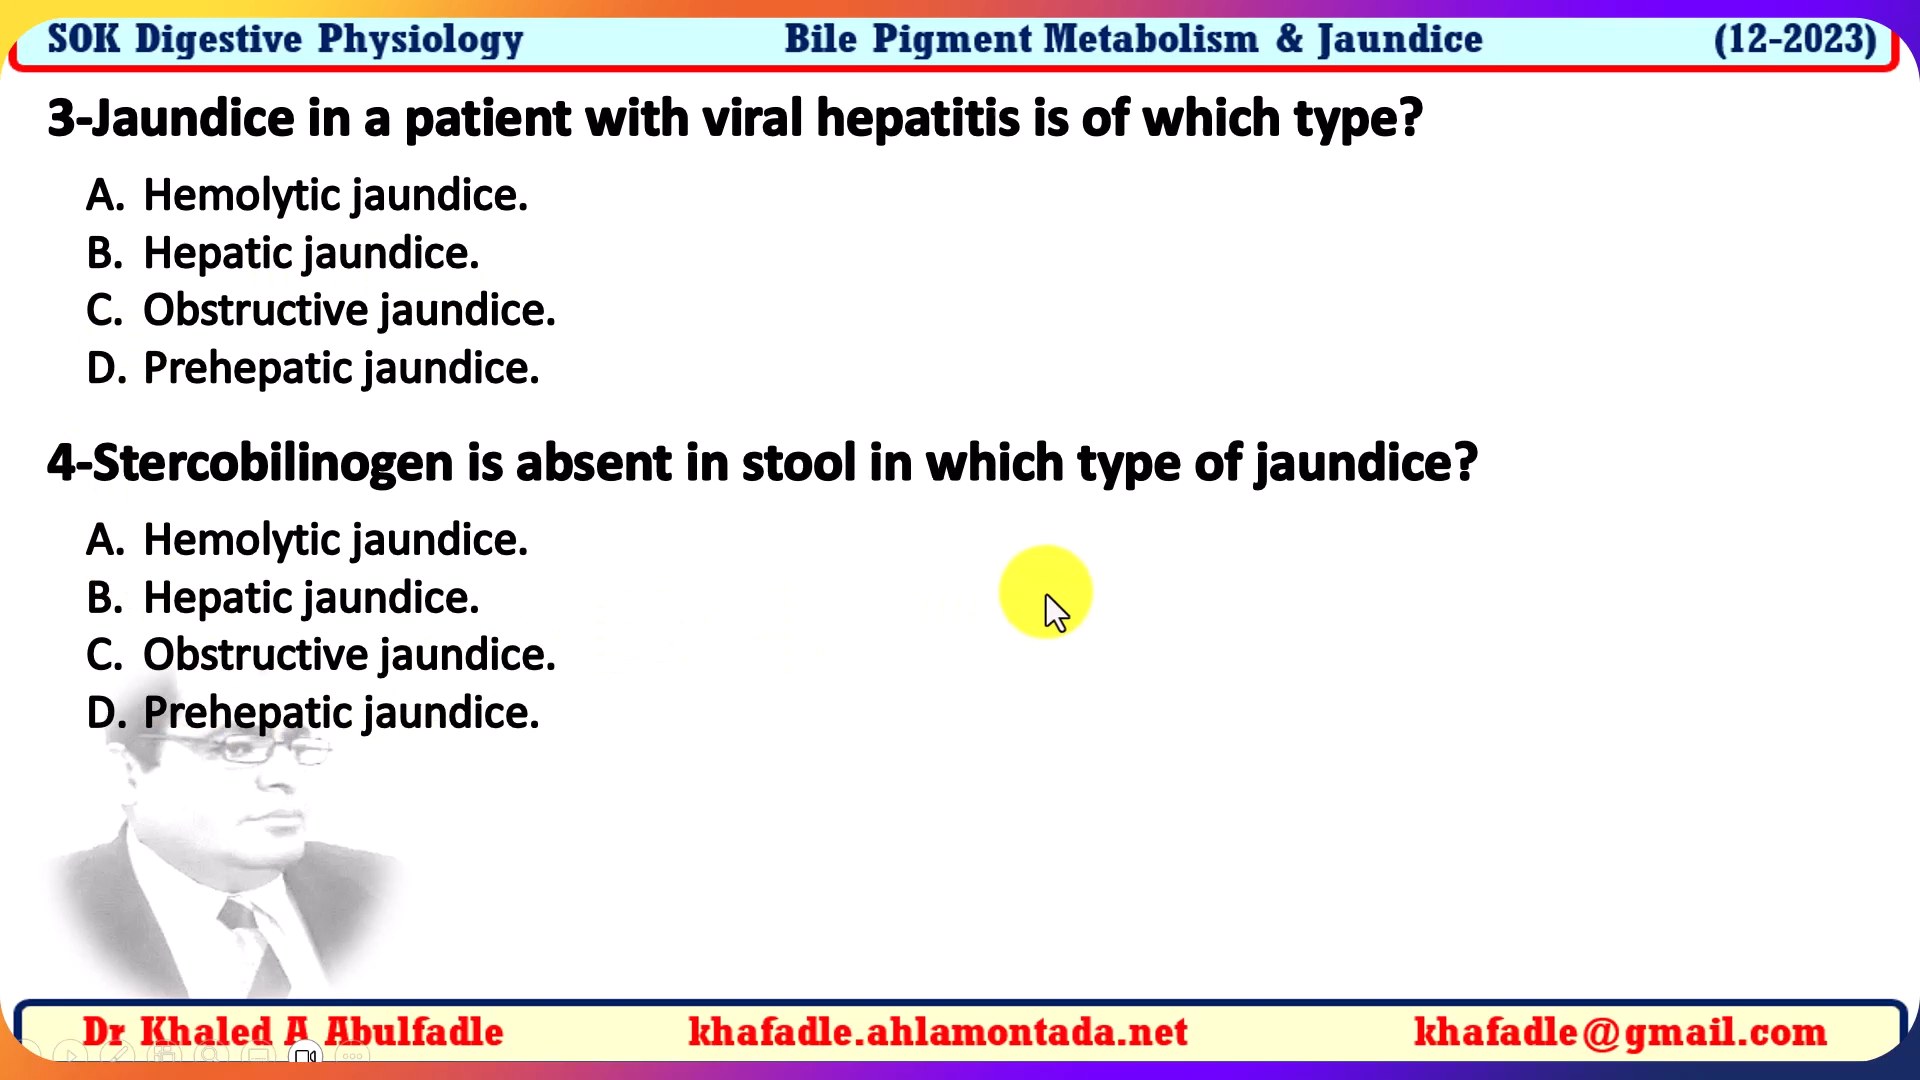 SOK Digestive Physiology Bile Pigment Metabolism & Jaundice (12-2023)
3-Jaundice in a patient with viral hepatitis is of which type?
A. Hemolytic jaundice.
B. Hepatic jaundice.
C. Obstructive jaundice.
D. Prehepatic jaundice.
4-Stercobilinogen is absent in stool in which type of jaundice?
A. Hemolytic jaundice.
B. Hepatic jaundice.
C. Obstructive jaundice.
D. Prehepatic jaundice.
Dr Khaled A Abulfadle khafadle.ahlamontada.net khafadle@gmail.com